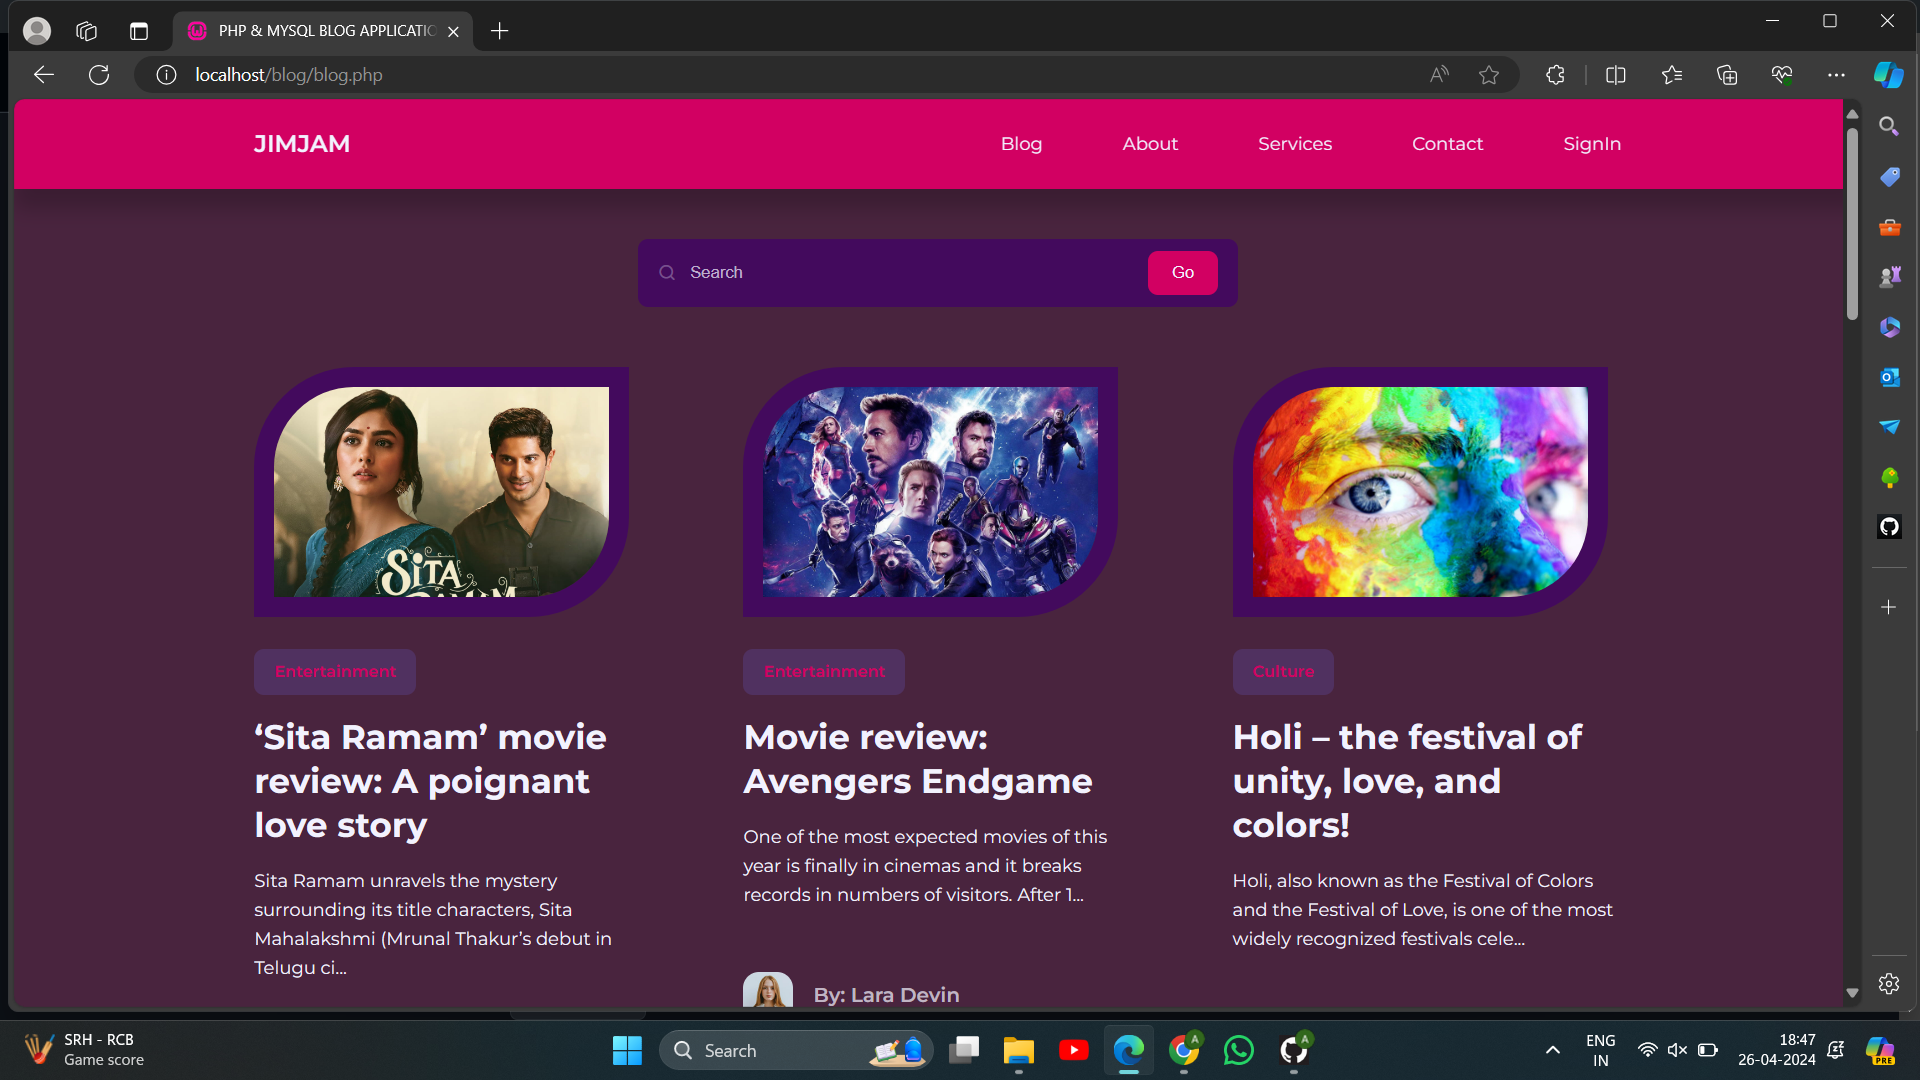 PHP & MYSQL BLOG APPLICATIO
localhost/blog/blog.php
JIMJAM
Blog
About
Services
Contact
SignIn
Search
Go
SiTA
RAMAM
Entertainment
Entertainment
Culture
‘Sita Ramam’ movie
review: A poignant
love story
Sita Ramam unravels the mystery
surrounding its title characters, Sita
Mahalakshmi (Mrunal Thakur’s debut in
Telugu ci...
Movie review:
Avengers Endgame
One of the most expected movies of this
year is finally in cinemas and it breaks
records in numbers of visitors. After 1...
By: Lara Devin
Holi – the festival of
unity, love, and
colors!
Holi, also known as the Festival of Colors
and the Festival of Love, is one of the most
widely recognized festivals cele...
SRH - RCB
Game score
Search
A
A
ENG
IN
18:47
26-04-2024
PRE